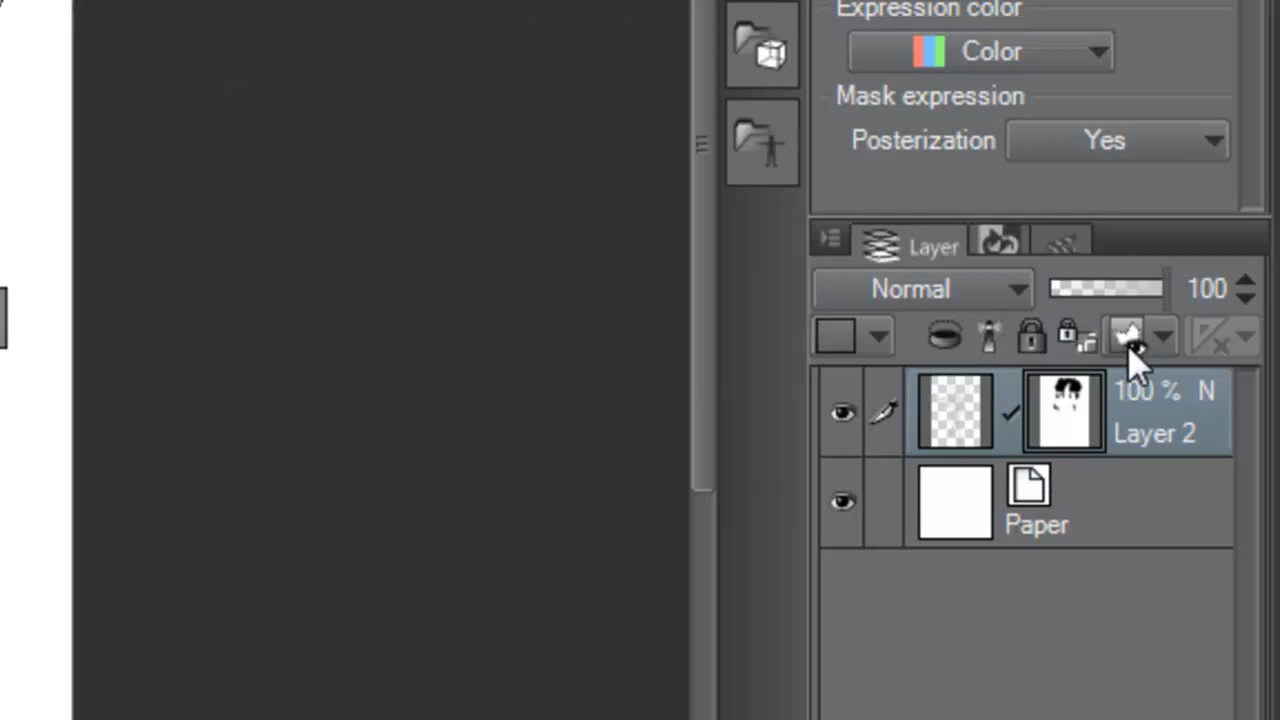 Expression color
Color
Mask expression
Posterization Yes
Layer
Normal 100
100 % N
Layer 2
Paper